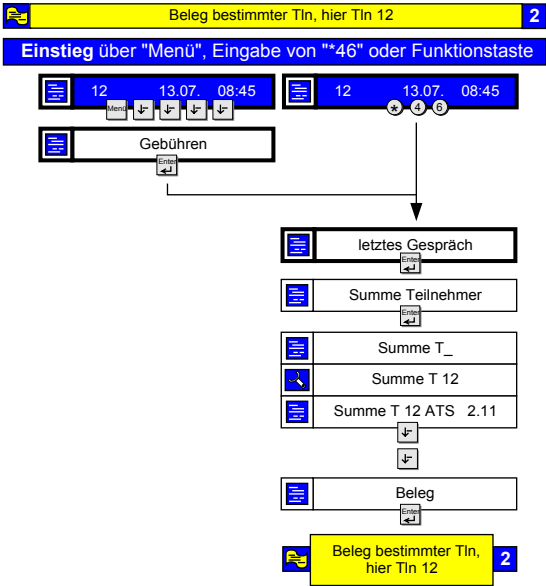 Beleg bestimmter Tln, hier Tln 12 2
Einstieg über "Menü", Eingabe von "*46" oder Funktionstaste
12 13.07. 08:45
Menü
12 13.07. 08:45
* 4 6
Gebühren
Enter
letztes Gespräch
Enter
Summe Teilnehmer
Enter
Summe T_
Summe T 12
Summe T 12 ATS 2.11
Beleg
Enter
Beleg bestimmter Tln,
hier Tln 12
2